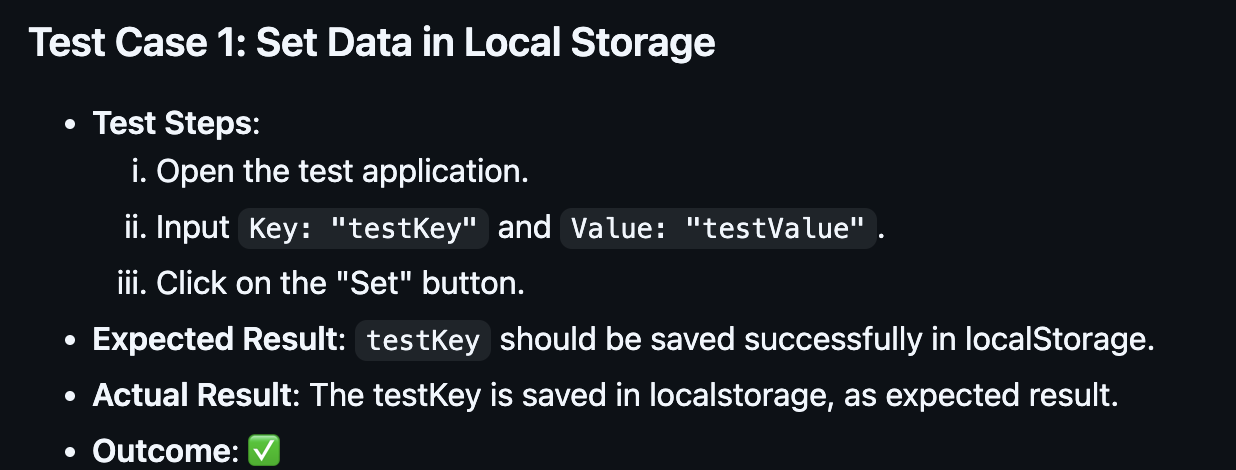 Test Case 1: Set Data in Local Storage
• Test Steps:
i. Open the test application.
ii. Input Key: "testKey" and Value: "testValue".
iii. Click on the "Set" button.
• Expected Result: testKey should be saved successfully in localStorage.
• Actual Result: The testKey is saved in localstorage, as expected result.
• Outcome: ✅